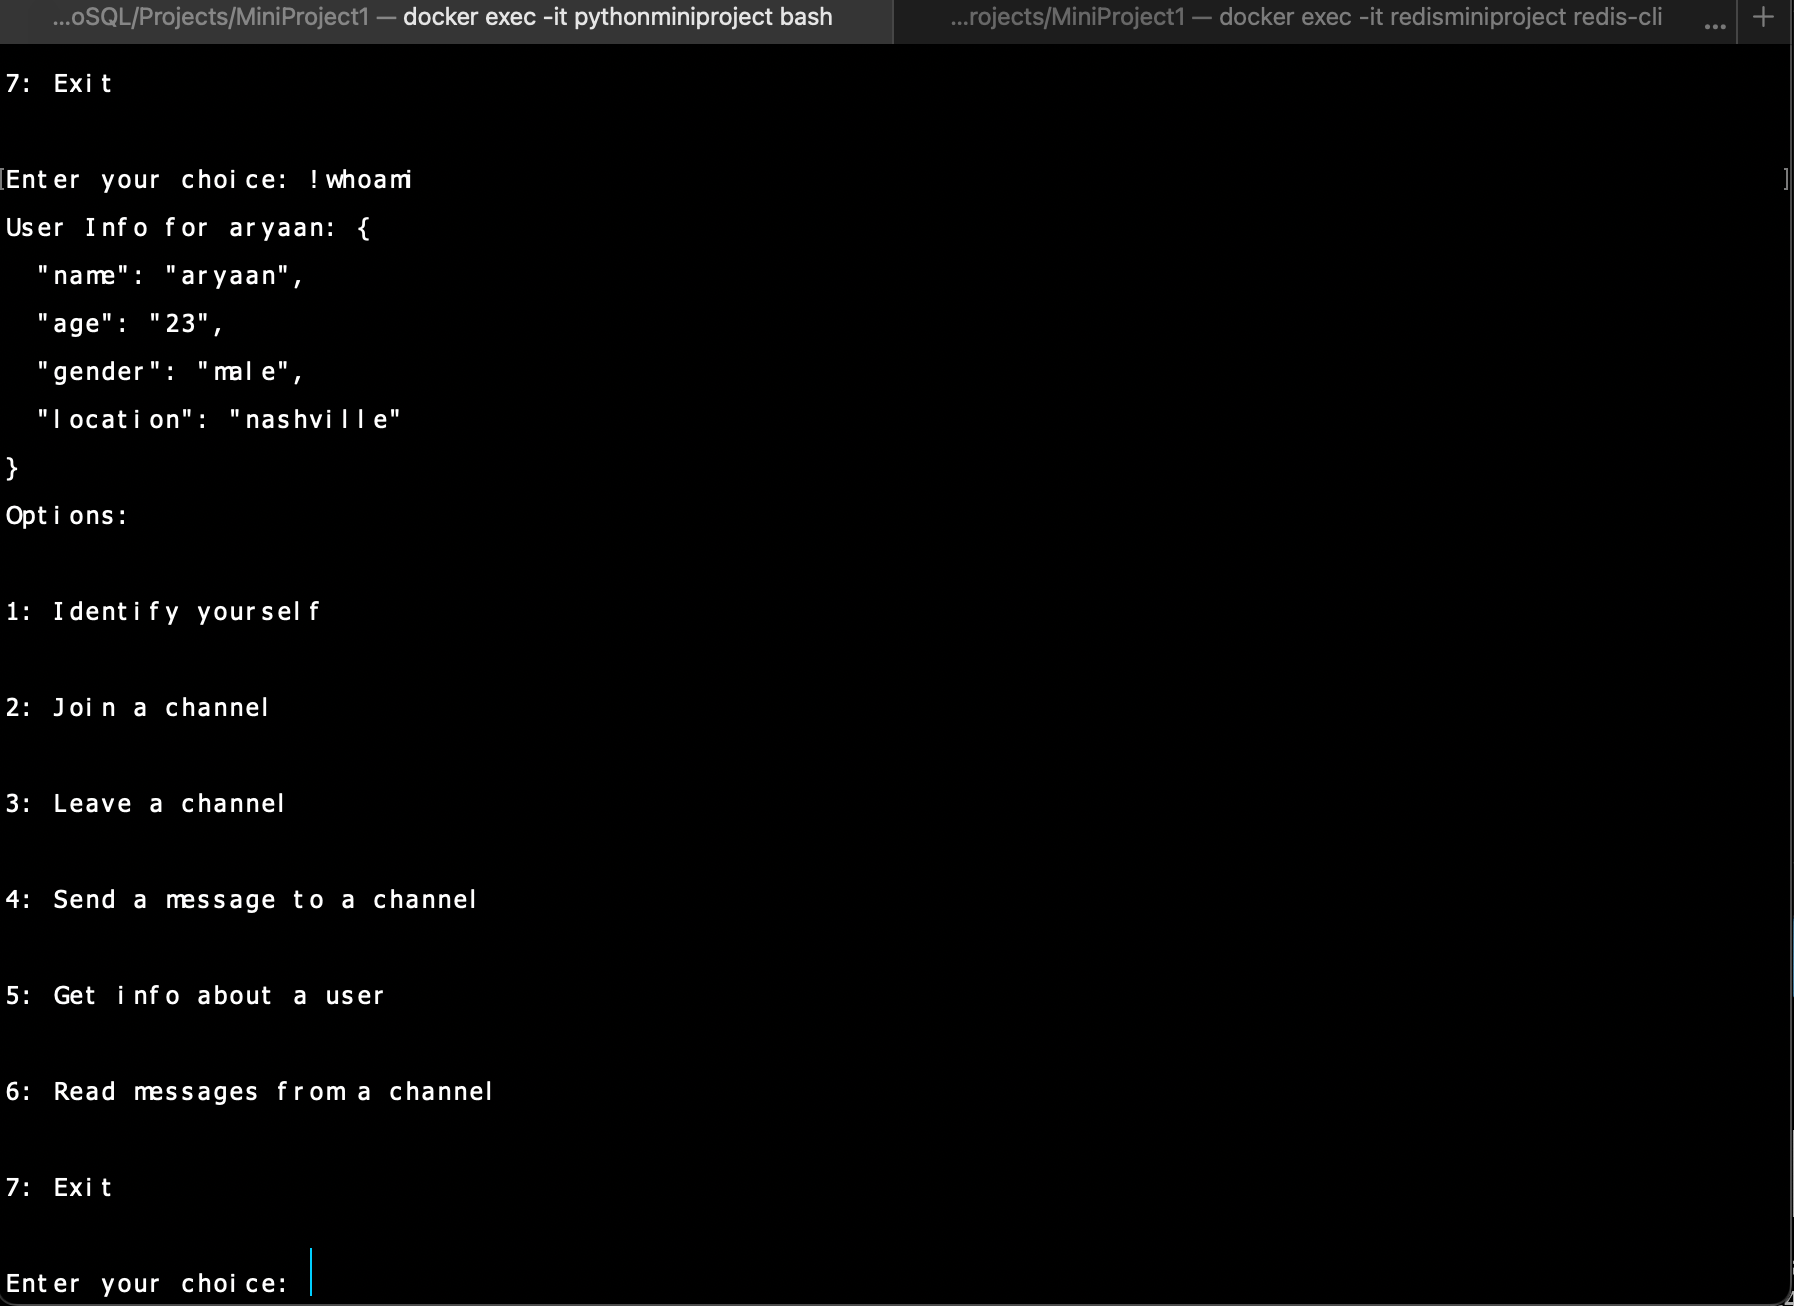 ...oSQL/Projects/MiniProject1 — docker exec -it pythonminiproject bash
...rojects/MiniProject1 — docker exec -it redisminiproject redis-cli ... +
7: Exit
[Enter your choice: !whoami ]
User Info for aryaan: {
  "name": "aryaan",
  "age": "23",
  "gender": "male",
  "location": "nashville"
}
Options:
1: Identify yourself
2: Join a channel
3: Leave a channel
4: Send a message to a channel
5: Get info about a user
6: Read messages from a channel
7: Exit
Enter your choice: